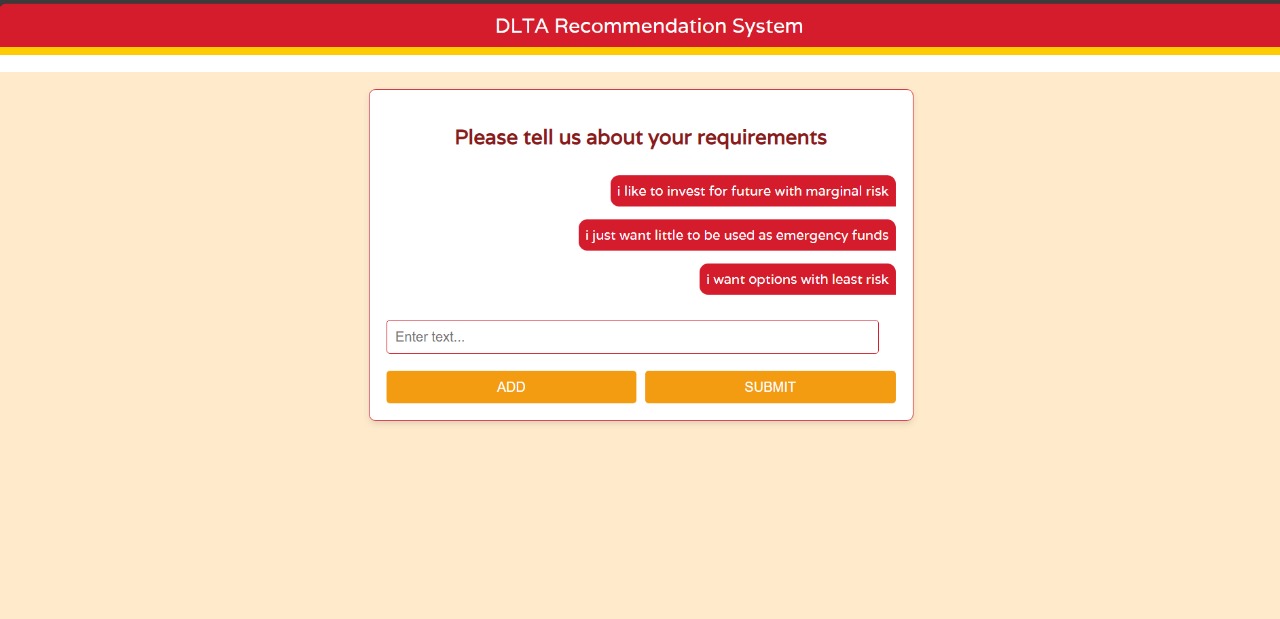 DLTA Recommendation System
Please tell us about your requirements
i like to invest for future with marginal risk
i just want little to be used as emergency funds
i want options with least risk
Enter text...
ADD
SUBMIT